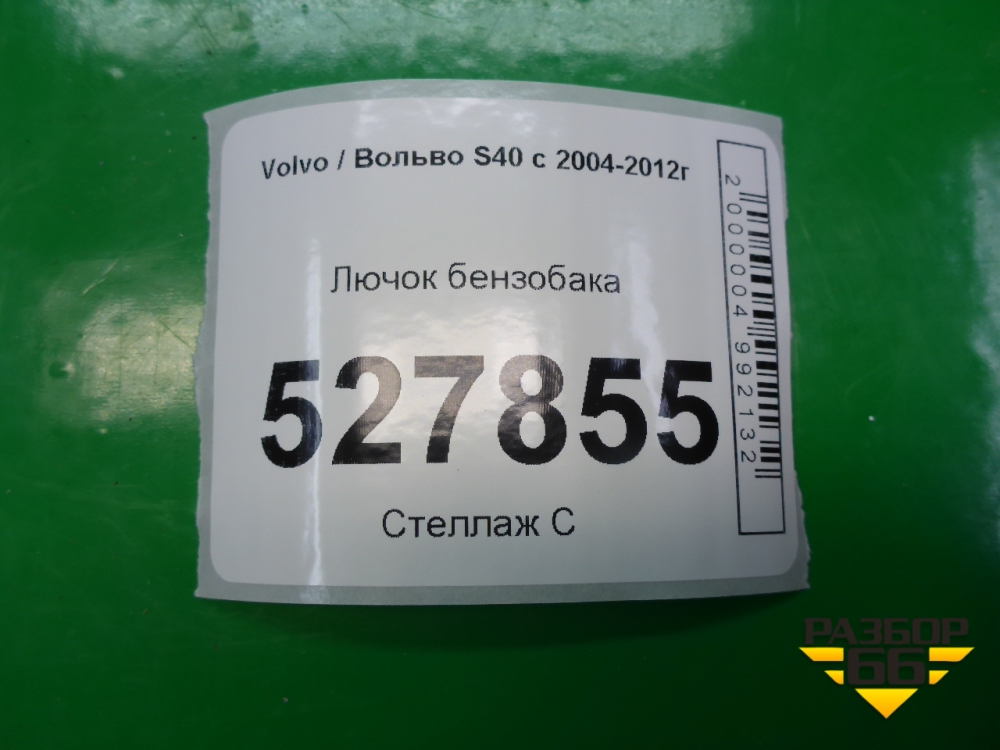 Volvo / Вольво S40 с 2004-2012г
Лючок бензобака
527855
Стеллаж С
2000004992132
РАЗБОР
66